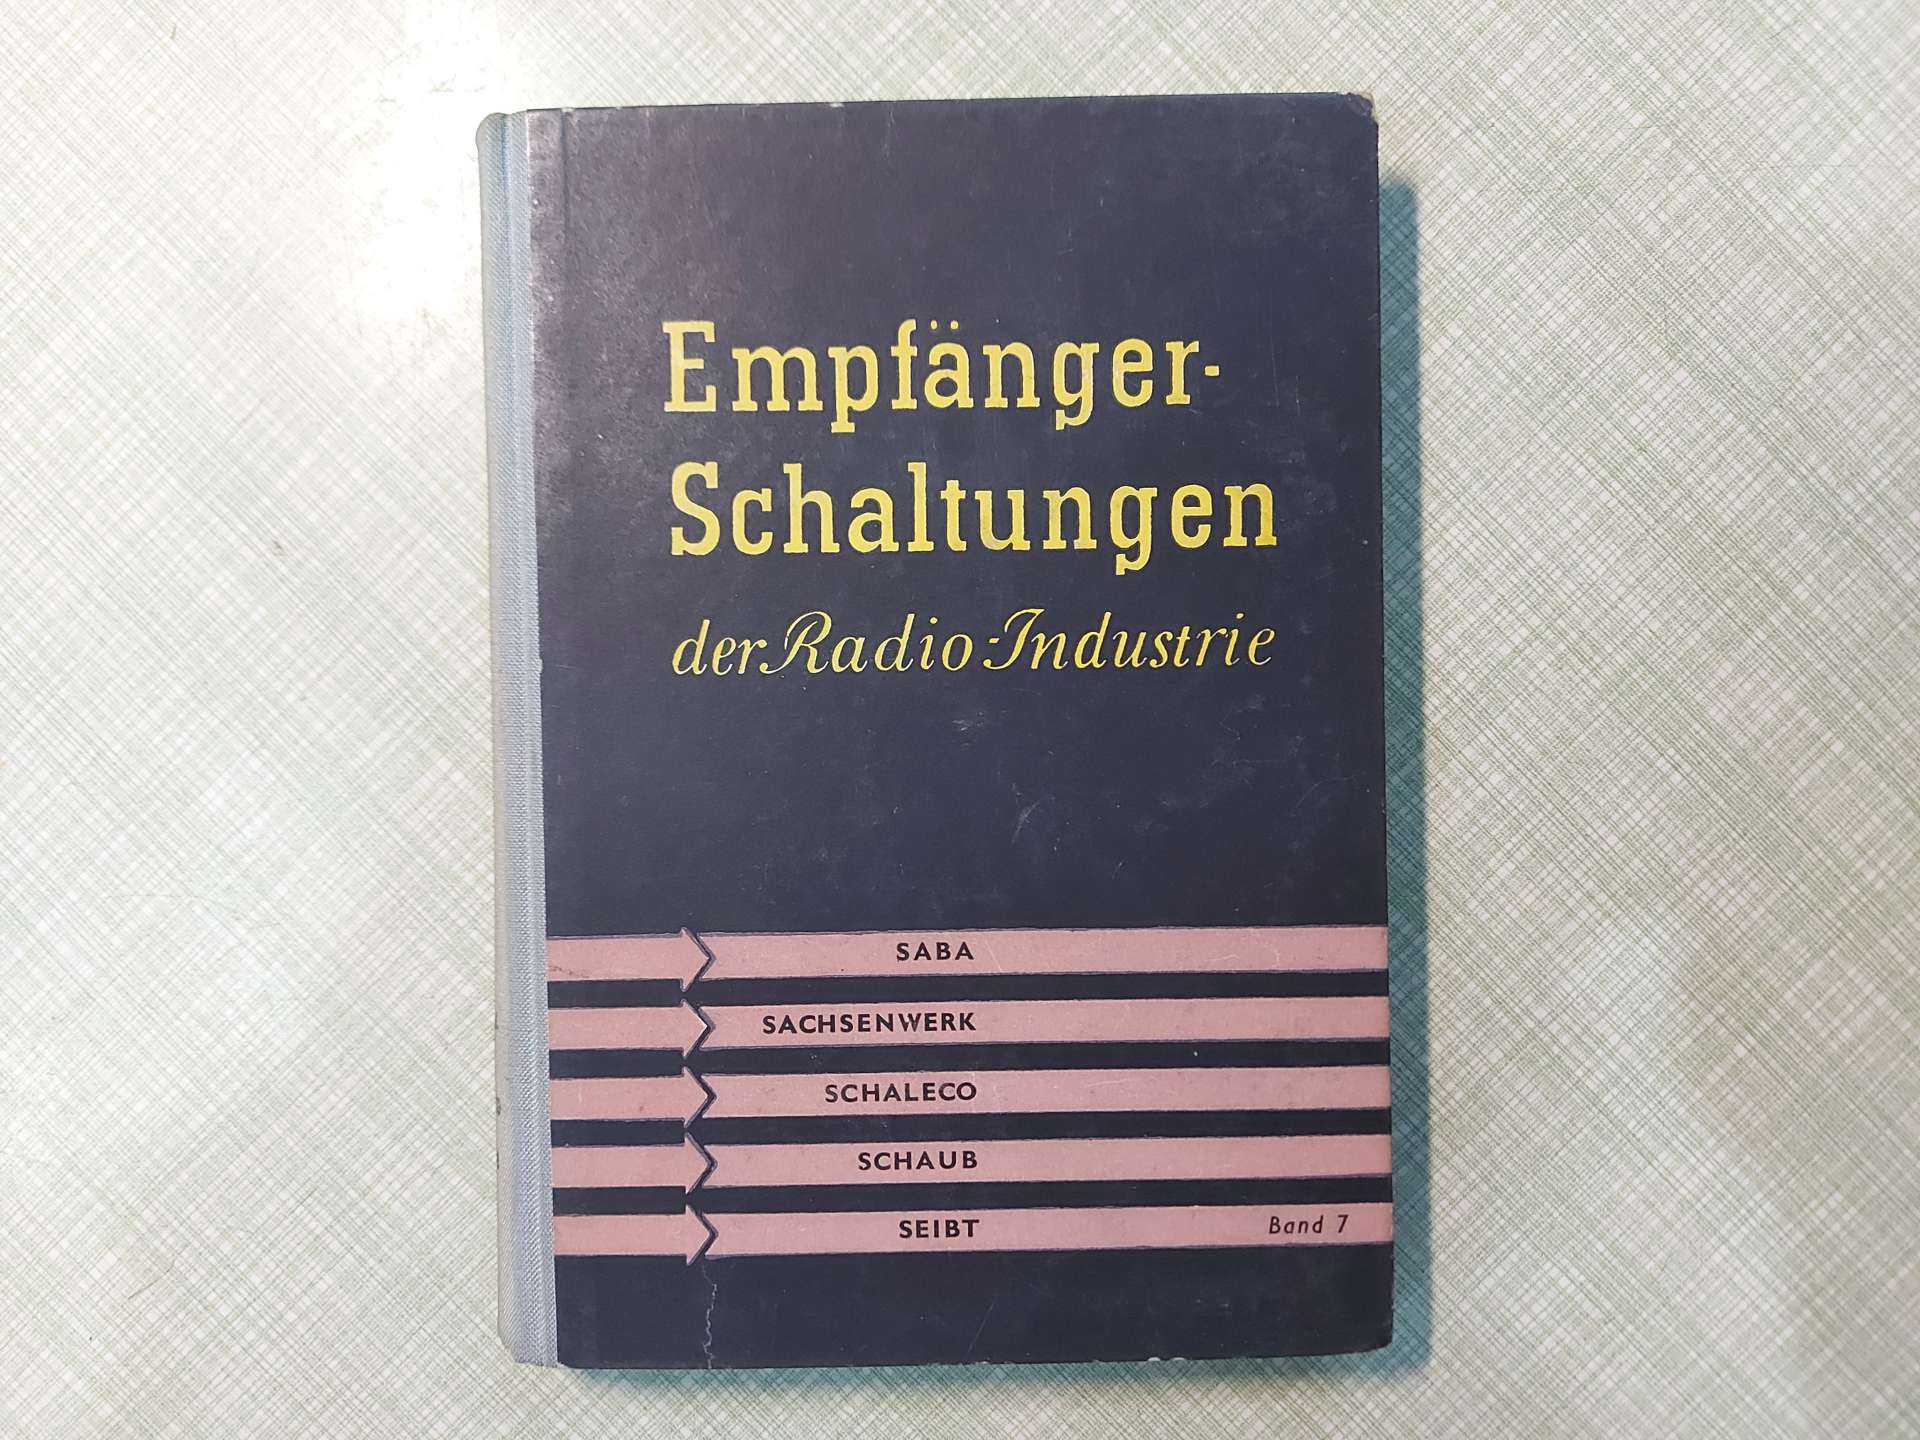 Empfänger-
Schaltungen
der Radio-Industrie
SABA
SACHSENWERK
SCHALECO
SCHAUB
SEIBT
Band 7